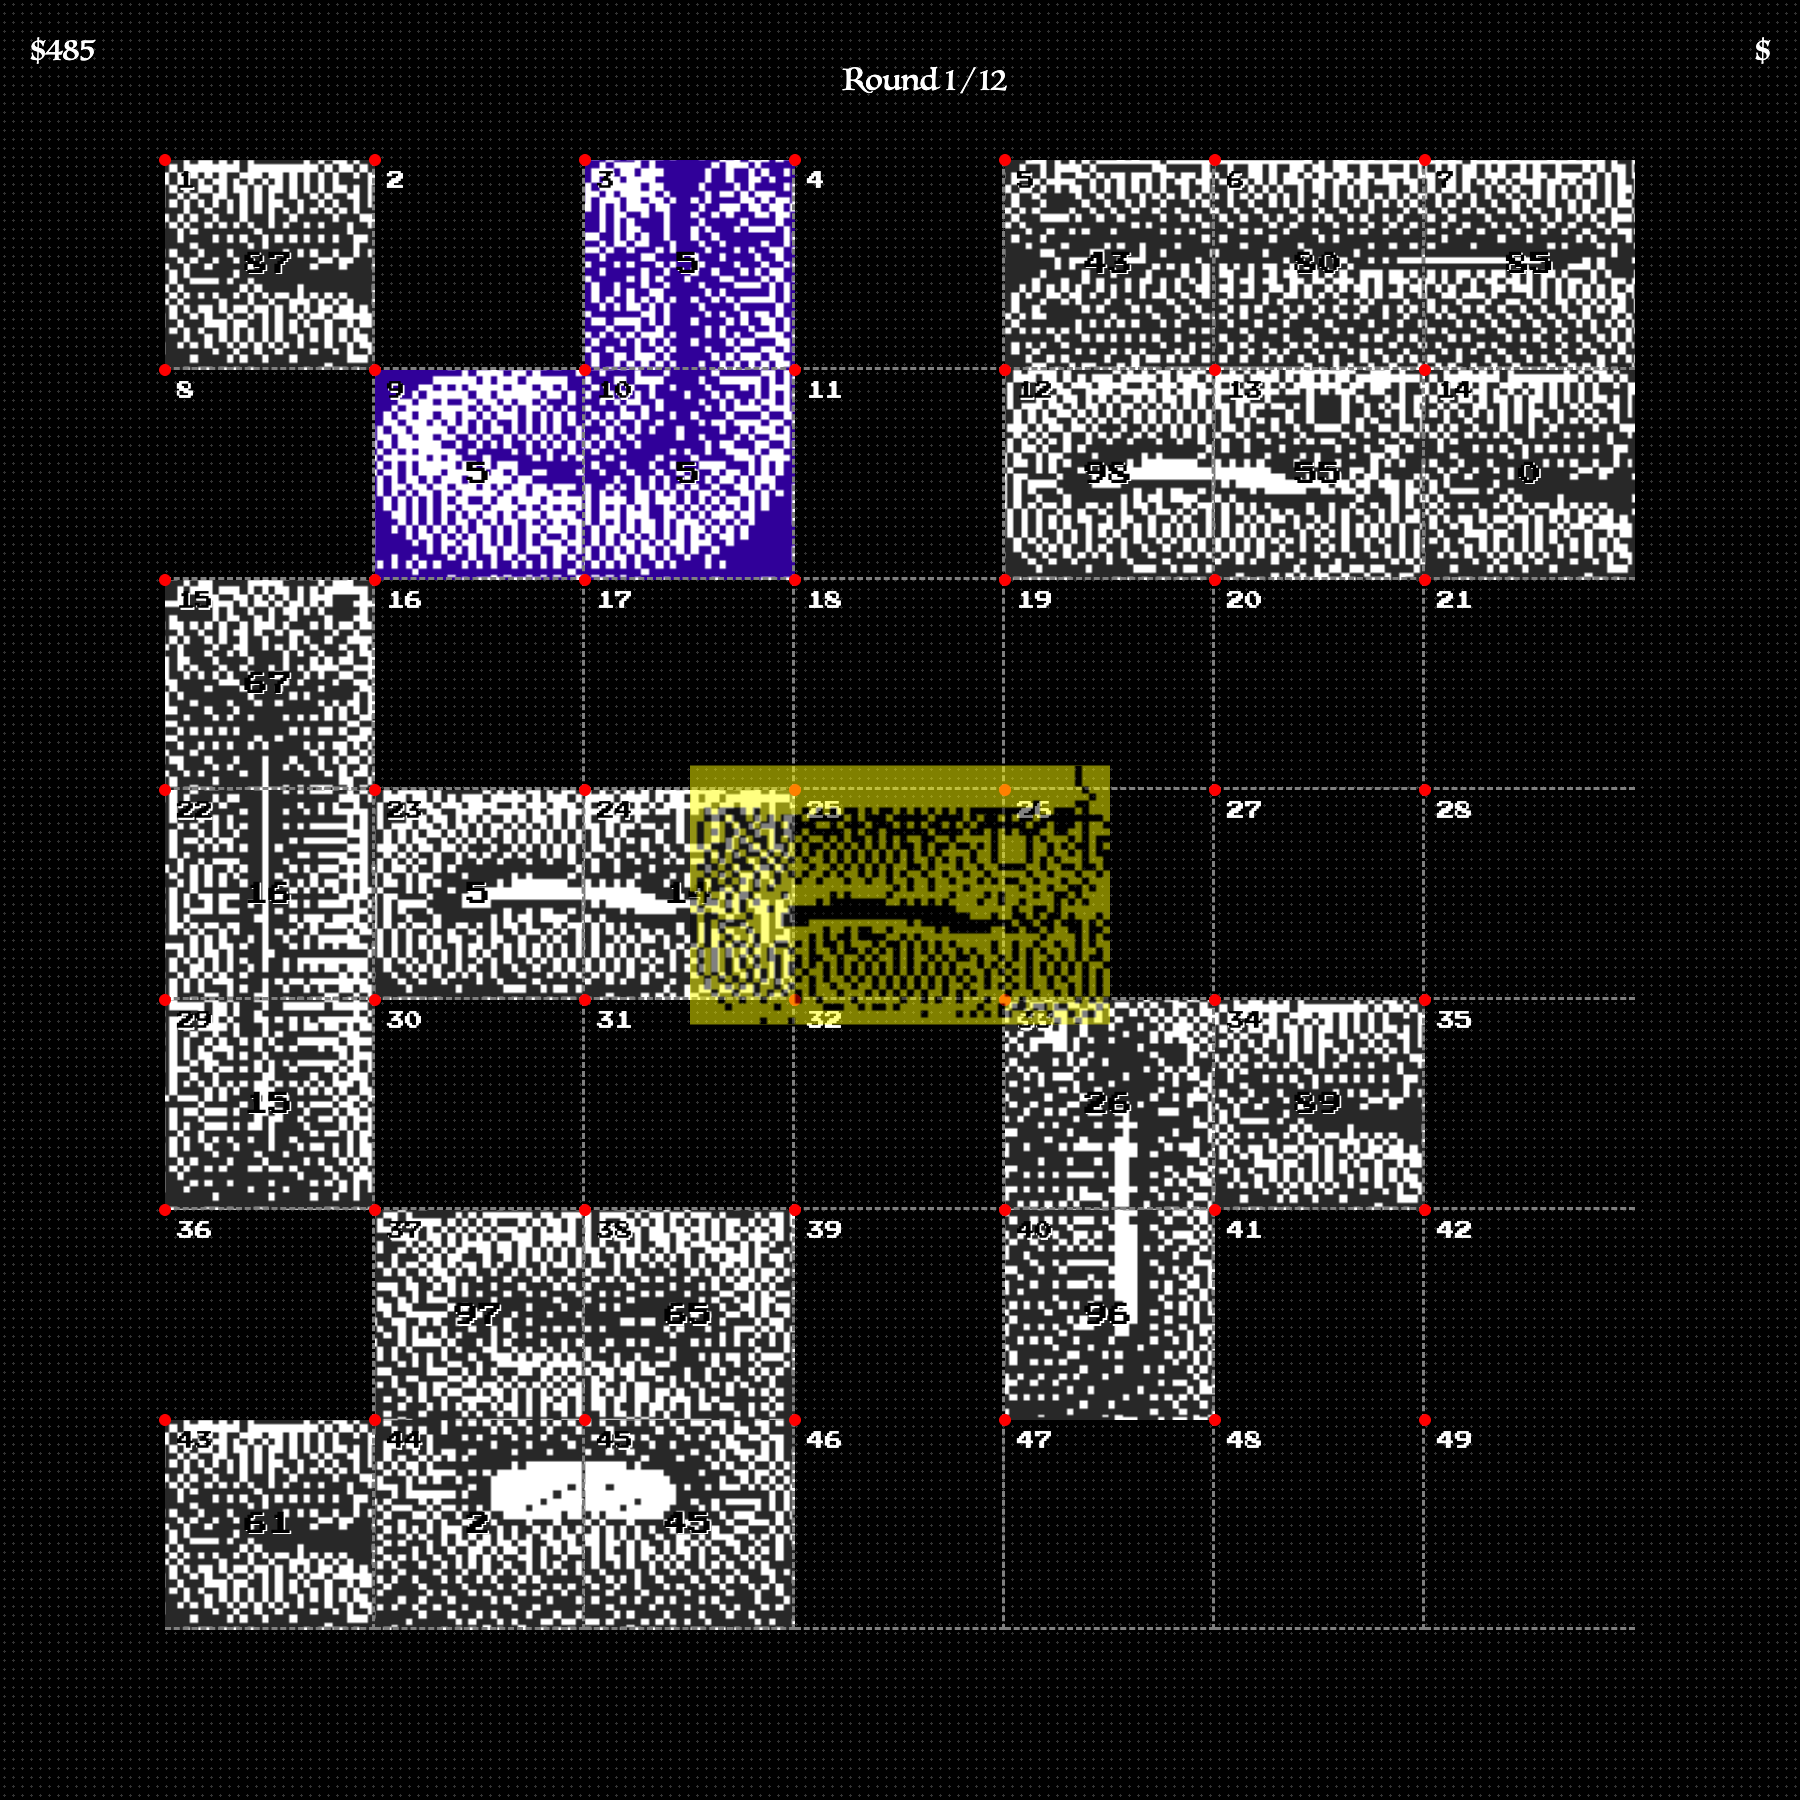 $485 $
Round 1 / 12
1 2 3 4 5 6 7
87 5 43 80 85
8 9 10 11 12 13 14
5 5 98 55 0
15 16 17 18 19 20 21
67
22 23 24 25 26 27 28
16 5 14
29 30 31 32 33 34 35
15 26 89
36 37 38 39 40 41 42
97 65 96
43 44 45 46 47 48 49
61 2 45